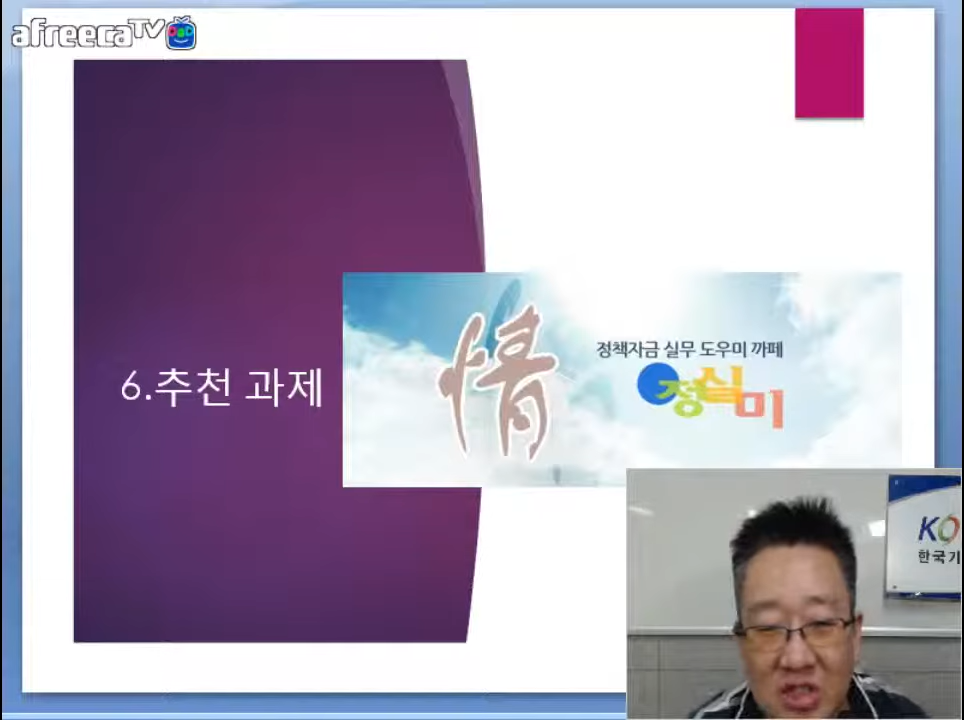 afreecaTV
6.추천 과제
情
정책자금 실무 도우미 까페
정실미
KO
한국기